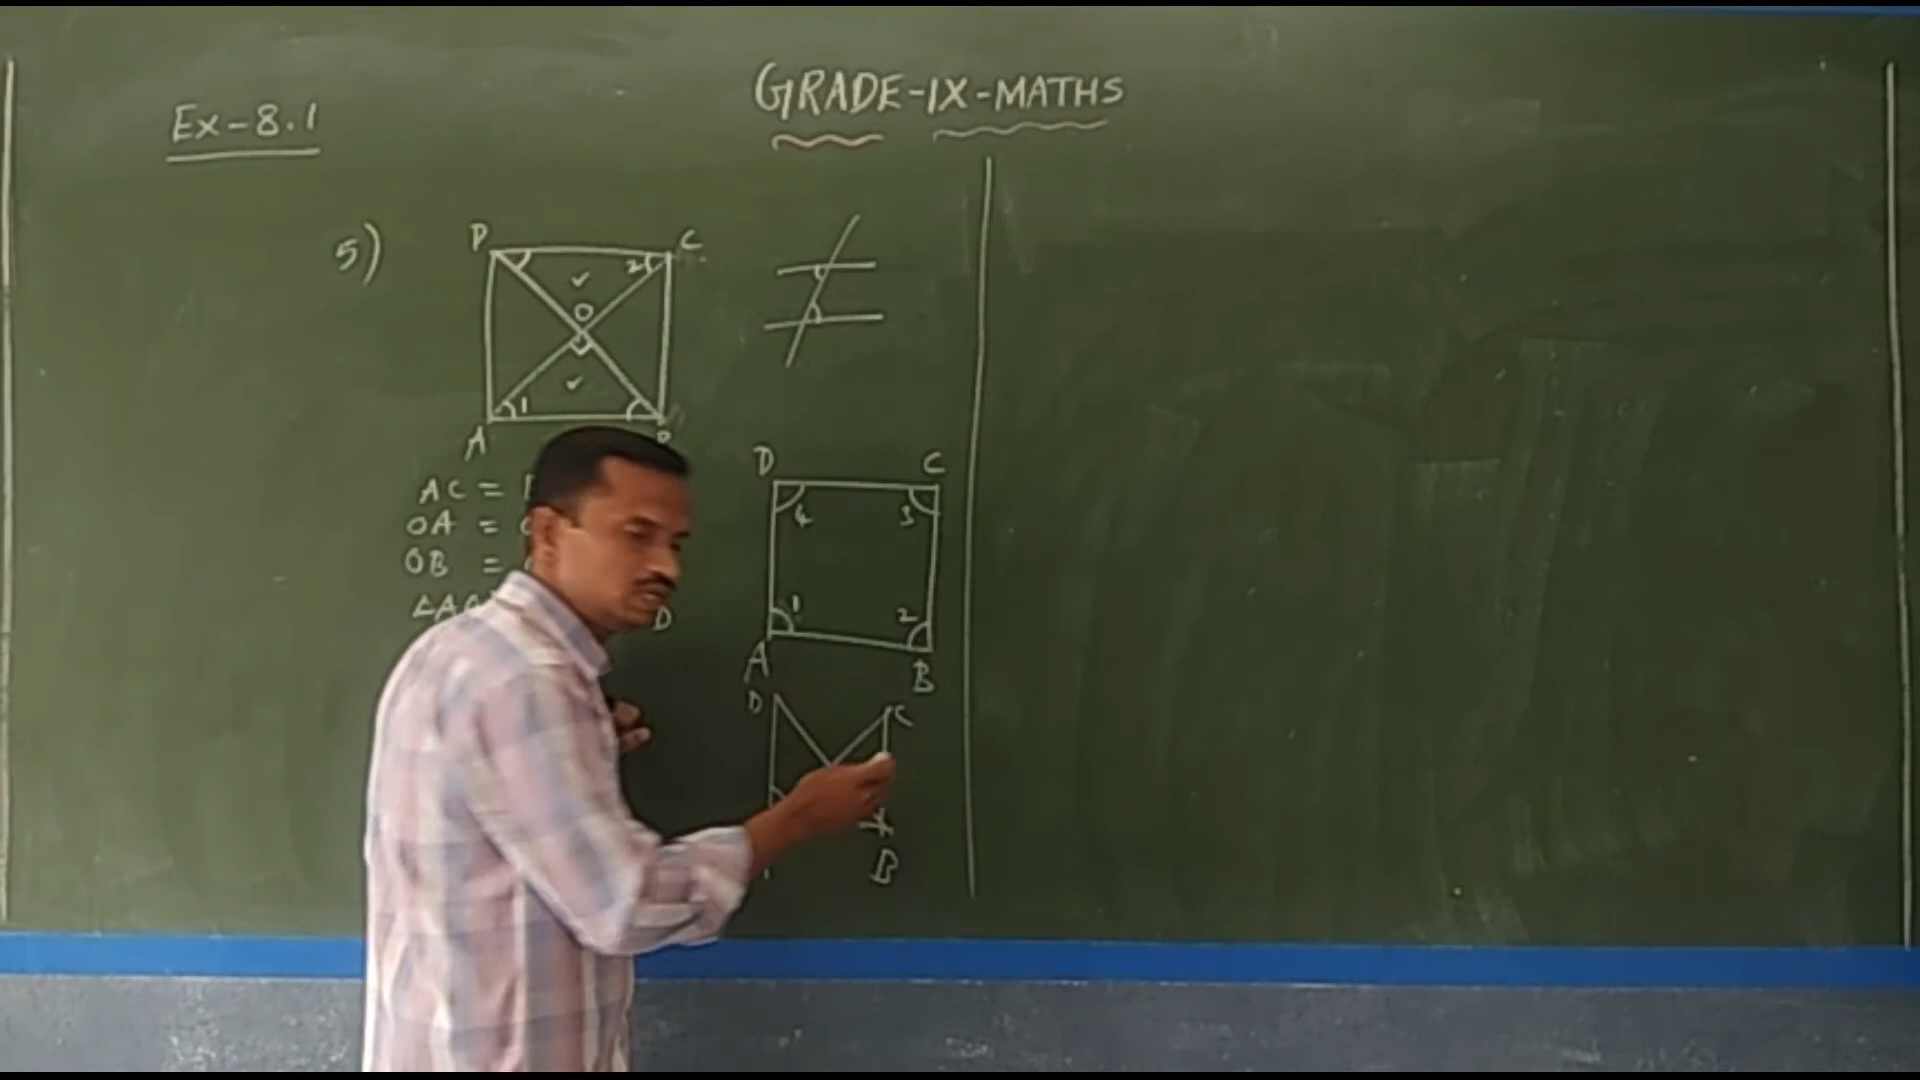 GRADE-IX-MATHS
Ex-8.1
5)
D C
2
O
1
A
AC =
OA =
OB =
D
D C
4 3
1 2
A B
D C
B